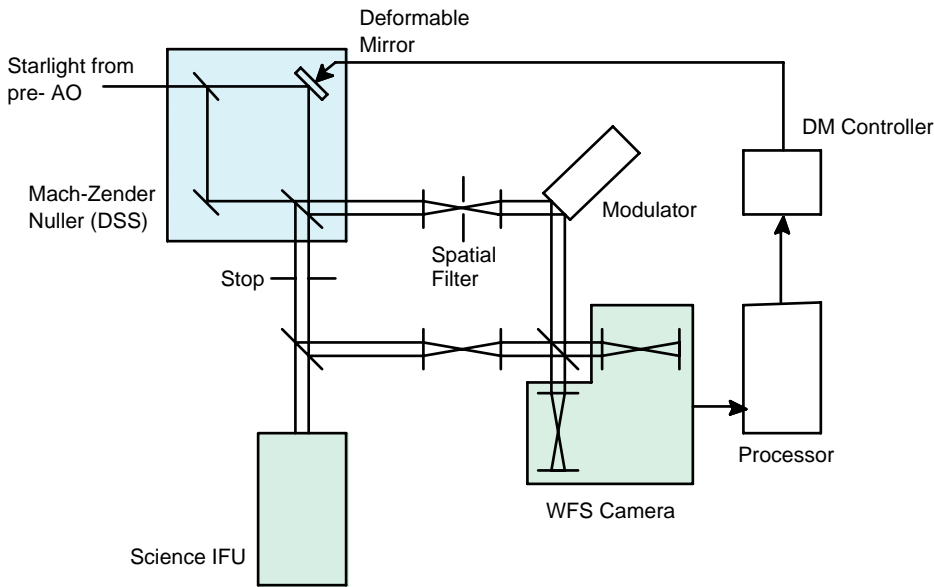 Deformable
Mirror
Starlight from
pre- AO
DM Controller
Mach-Zender
Nuller (DSS)
Modulator
Spatial
Filter
Stop
Processor
WFS Camera
Science IFU